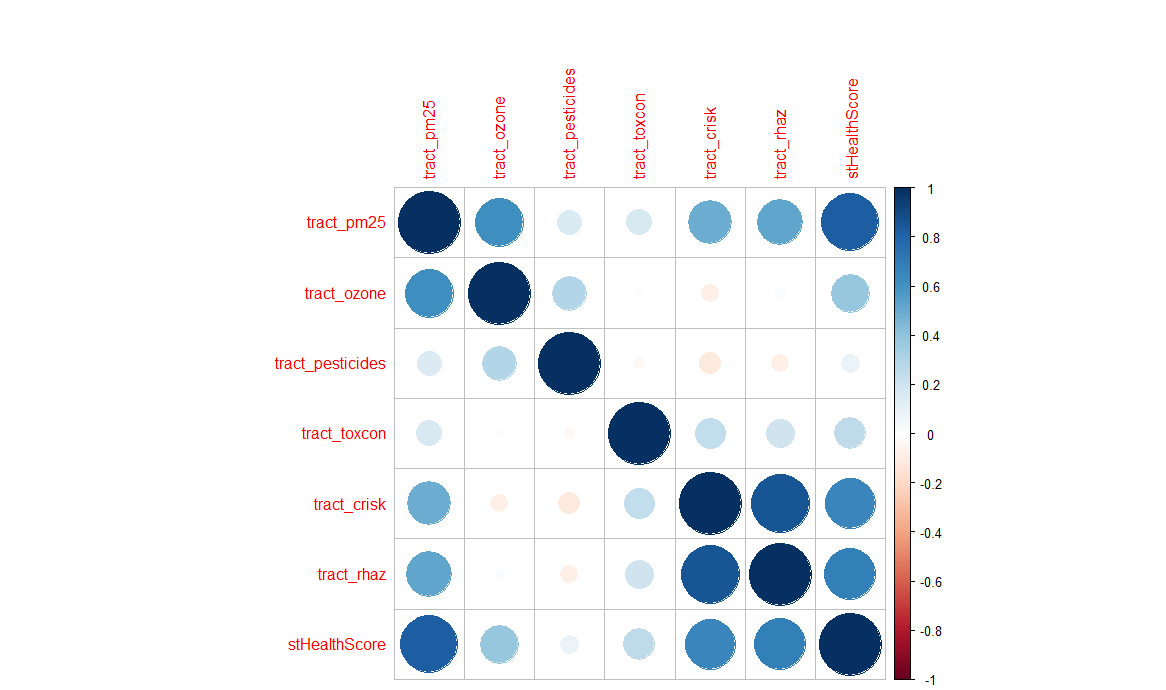 tract_pm25
tract_ozone
tract_pesticides
tract_toxcon
tract_crisk
tract_rhaz
stHealthScore
tract_pm25
tract_ozone
tract_pesticides
tract_toxcon
tract_crisk
tract_rhaz
stHealthScore
1
0.8
0.6
0.4
0.2
0
-0.2
-0.4
-0.6
-0.8
-1